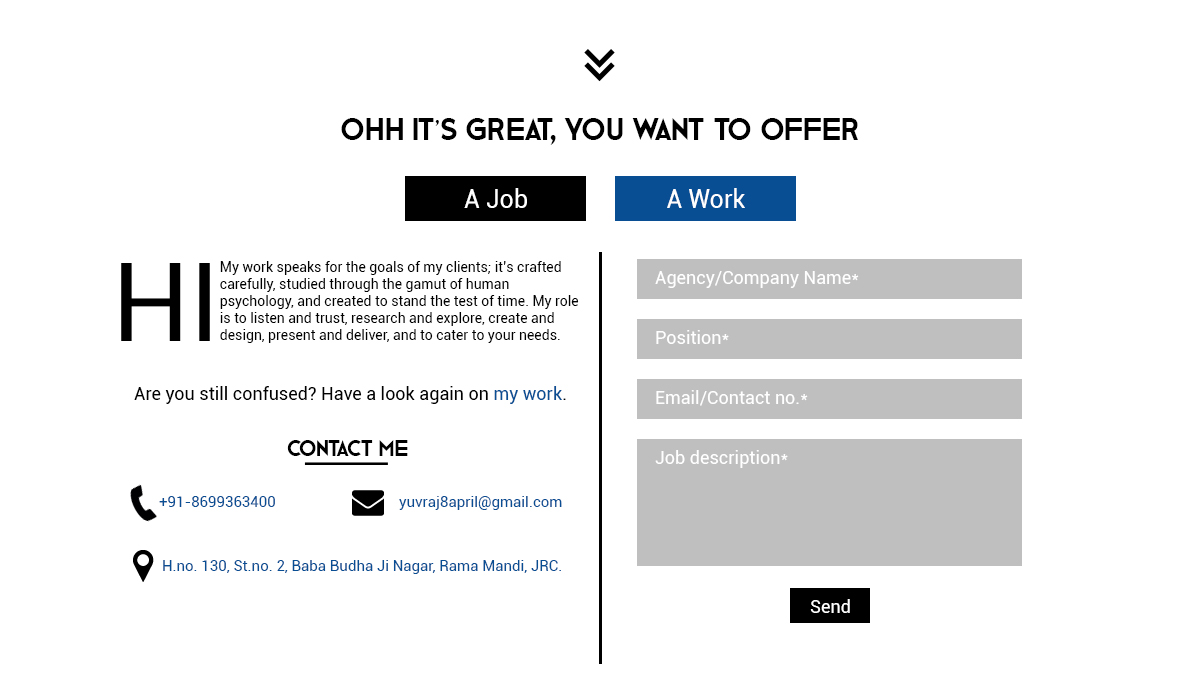 OHH IT'S GREAT, YOU WANT TO OFFER
A Job
A Work
HI
My work speaks for the goals of my clients; it's crafted
carefully, studied through the gamut of human
psychology, and created to stand the test of time. My role
is to listen and trust, research and explore, create and
design, present and deliver, and to cater to your needs.
Are you still confused? Have a look again on my work.
CONTACT ME
+91-8699363400
yuvraj8april@gmail.com
H.no. 130, St.no. 2, Baba Budha Ji Nagar, Rama Mandi, JRC.
Agency/Company Name*
Position*
Email/Contact no.*
Job description*
Send